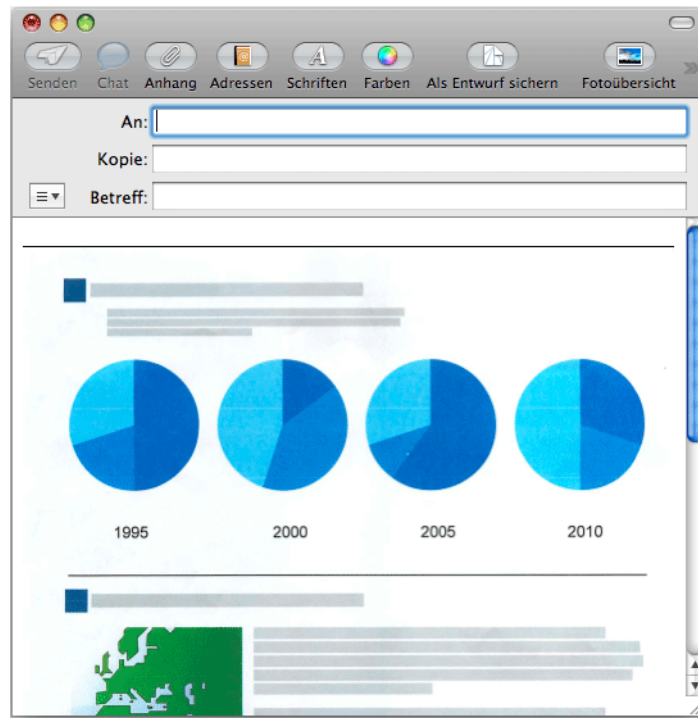 Senden Chat Anhang Adressen Schriften Farben Als Entwurf sichern Fotoübersicht
An:
Kopie:
Betreff:
1995 2000 2005 2010